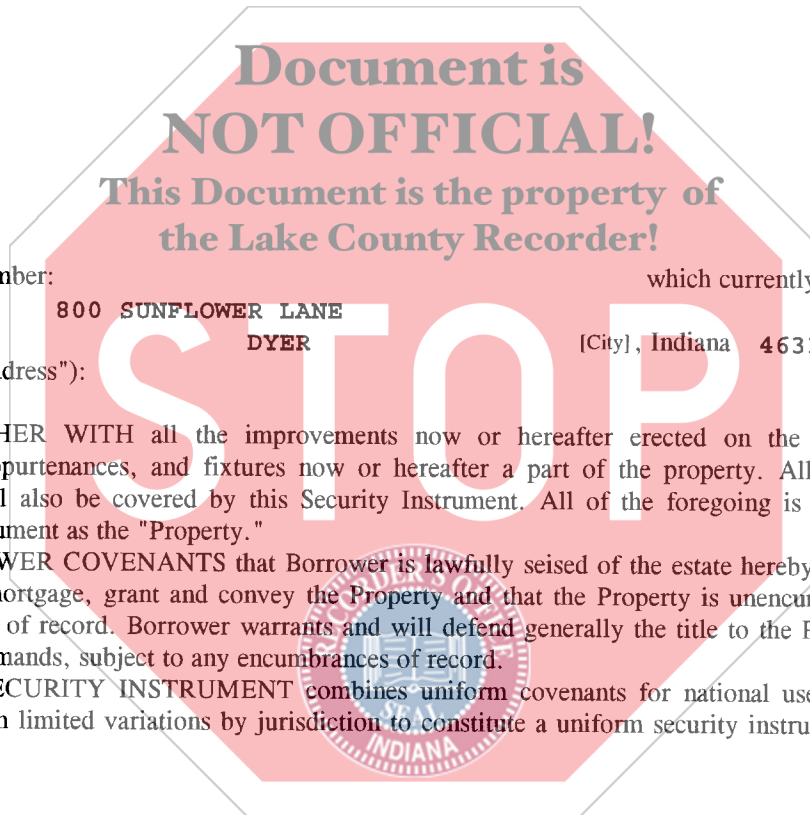 Document is
NOT OFFICIAL!
This Document is the property of
the Lake County Recorder!
mber: which currently
800 SUNFLOWER LANE
DYER [City], Indiana 463
dress"):
STOP
HER WITH all the improvements now or hereafter erected on the
purtenances, and fixtures now or hereafter a part of the property. All
l also be covered by this Security Instrument. All of the foregoing is
ument as the "Property."
WER COVENANTS that Borrower is lawfully seised of the estate hereby
ortgage, grant and convey the Property and that the Property is unencu
of record. Borrower warrants and will defend generally the title to the
mands, subject to any encumbrances of record.
ECURITY INSTRUMENT combines uniform covenants for national use
limited variations by jurisdiction to constitute a uniform security instru
RECORDER'S OFFICE
SEAL
INDIANA